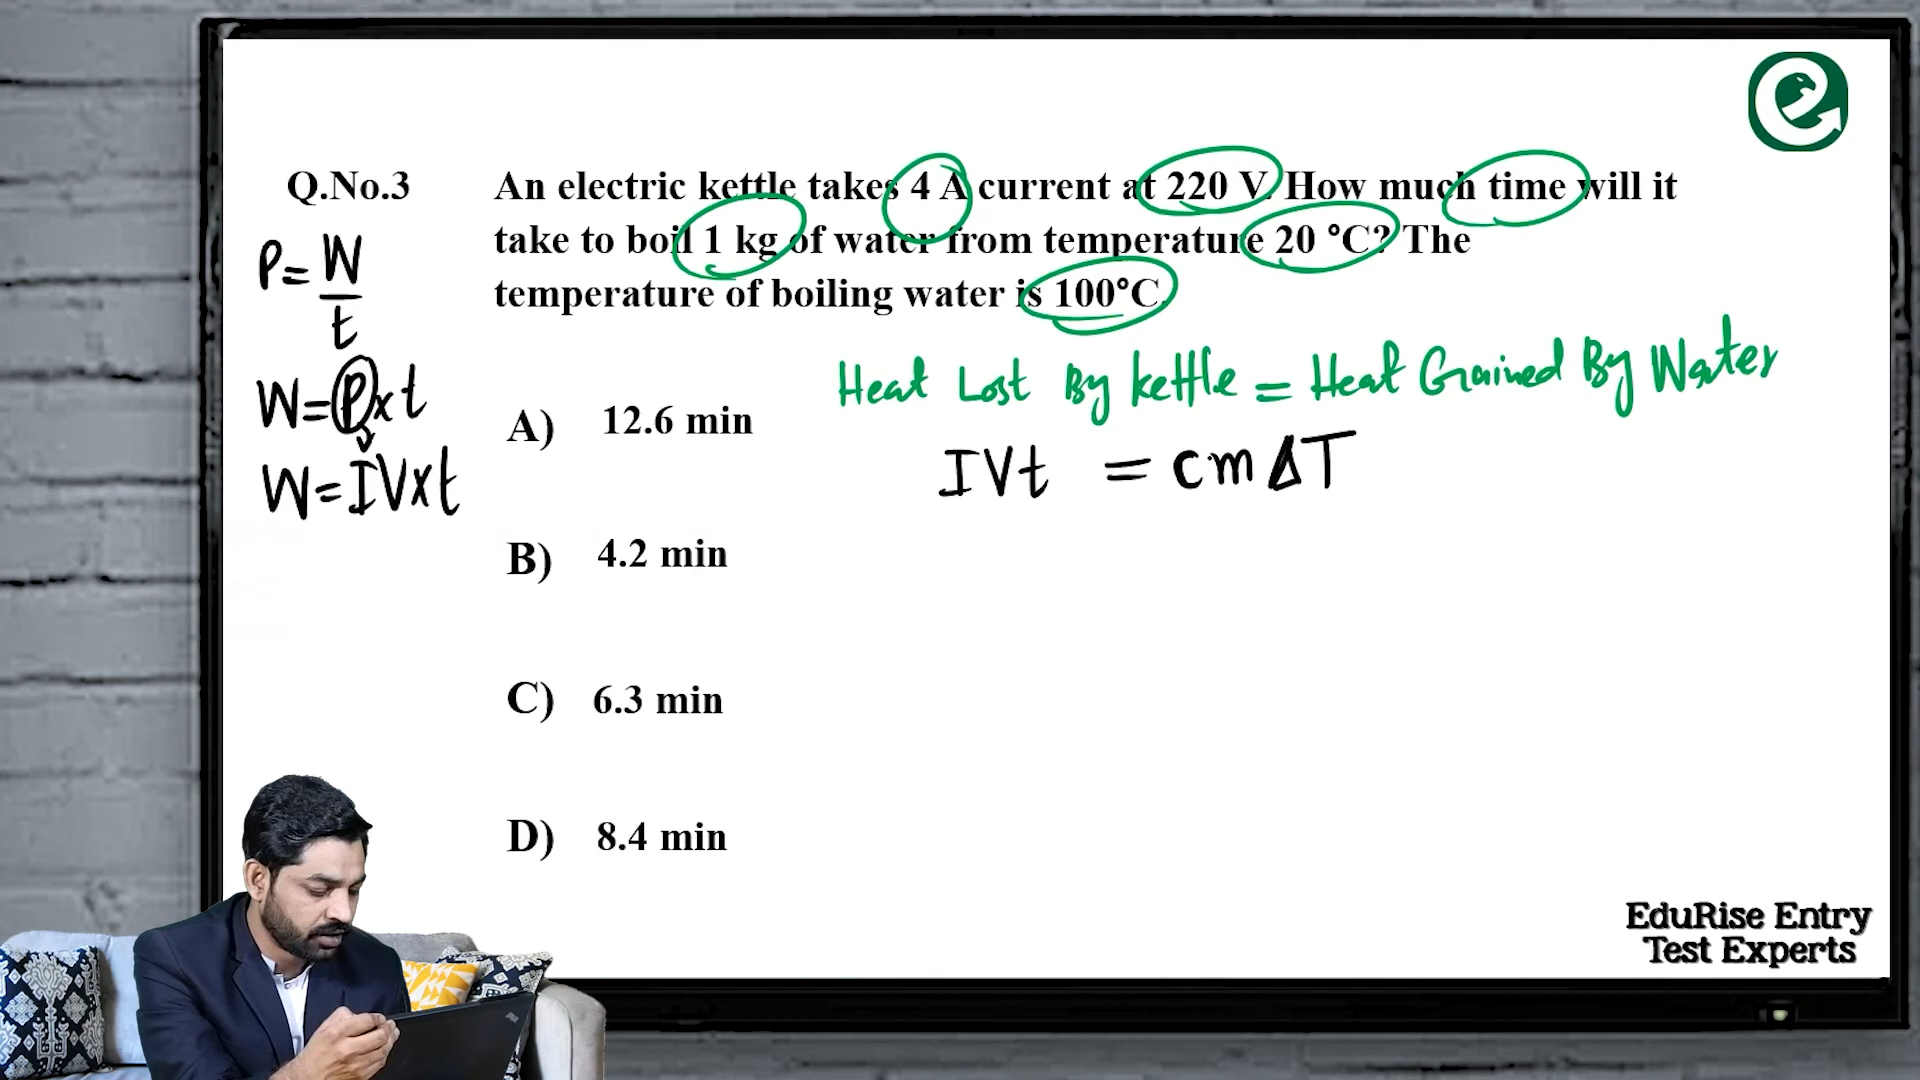 Q.No.3
An electric kettle takes 4 A current at 220 V. How much time will it
take to boil 1 kg of water from temperature 20 °C? The
temperature of boiling water is 100°C.
P = W
t
W = P x t
W = IV x t
Heat Lost By kettle = Heat Grained By Water
IVt = cm ΔT
A) 12.6 min
B) 4.2 min
C) 6.3 min
D) 8.4 min
EduRise Entry
Test Experts